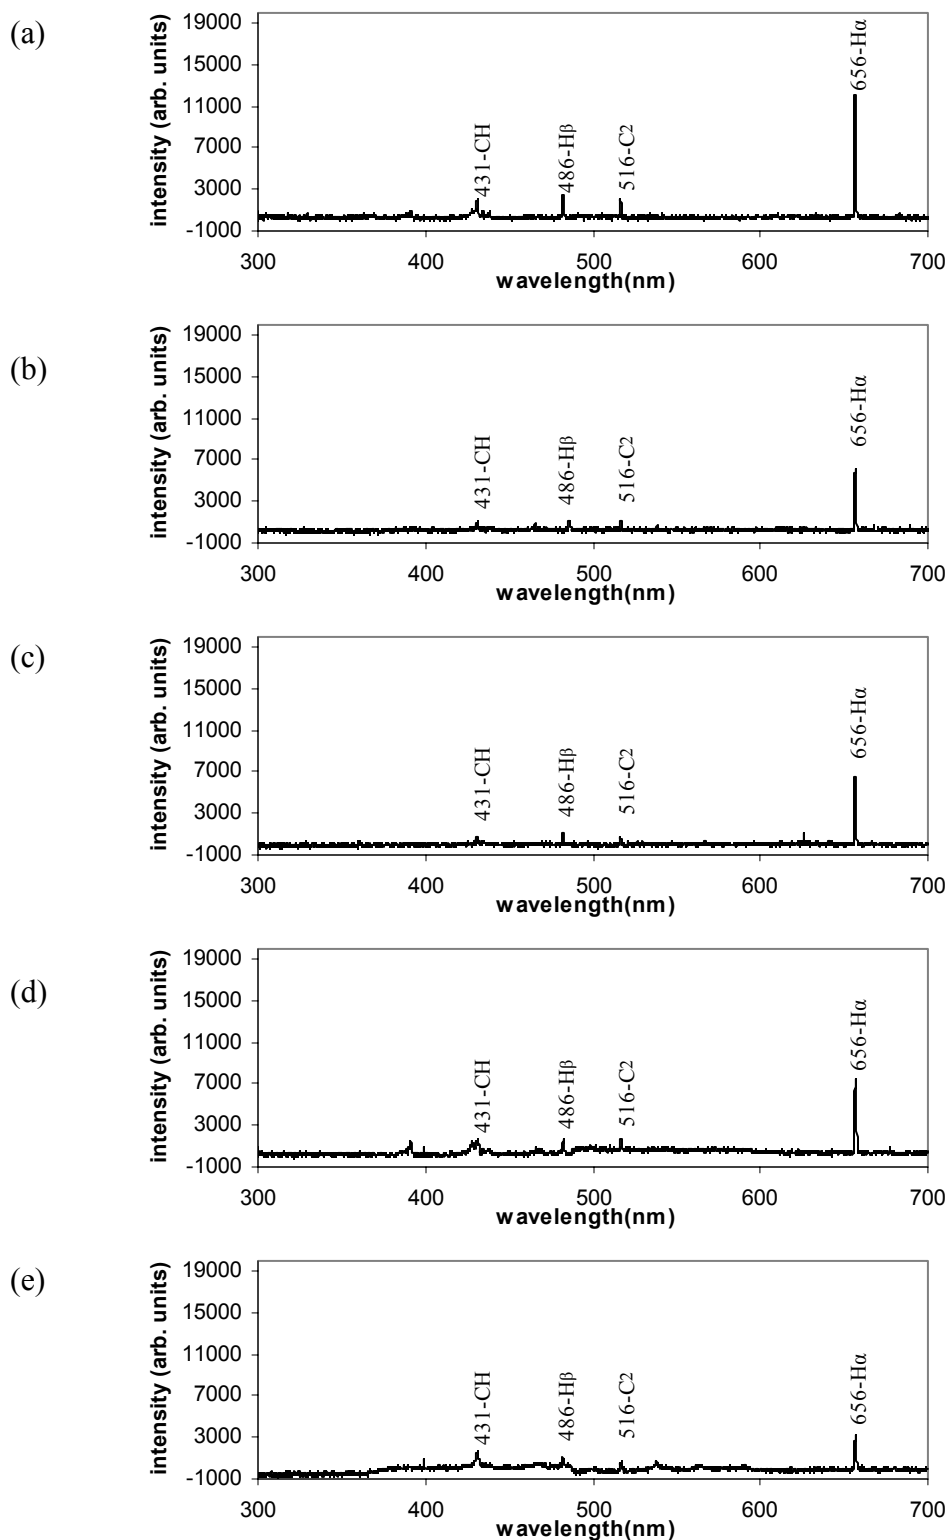 (a)
intensity (arb. units)
19000
15000
11000
7000
3000
-1000
431-CH
486-Hβ
516-C2
656-Hα
300 400 500 600 700
wavelength(nm)
(b)
intensity (arb. units)
19000
15000
11000
7000
3000
-1000
431-CH
486-Hβ
516-C2
656-Hα
300 400 500 600 700
wavelength(nm)
(c)
intensity (arb. units)
19000
15000
11000
7000
3000
-1000
431-CH
486-Hβ
516-C2
656-Hα
300 400 500 600 700
wavelength(nm)
(d)
intensity (arb. units)
19000
15000
11000
7000
3000
-1000
431-CH
486-Hβ
516-C2
656-Hα
300 400 500 600 700
wavelength(nm)
(e)
intensity (arb. units)
19000
15000
11000
7000
3000
-1000
431-CH
486-Hβ
516-C2
656-Hα
300 400 500 600 700
wavelength(nm)